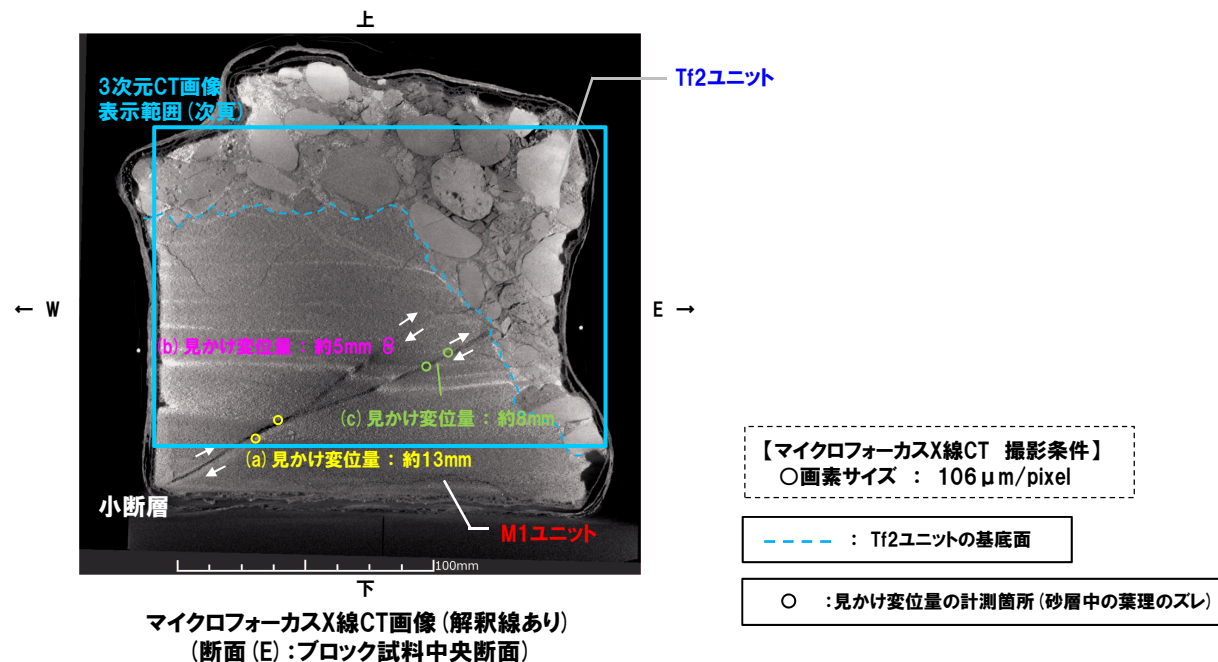 上
3次元CT画像
表示範囲(次頁)
Tf2ユニット
← W
E →
(b)見かけ変位量：約5mm
(c)見かけ変位量：約8mm
(a)見かけ変位量：約13mm
小断層
M1ユニット
100mm
下
マイクロフォーカスX線CT画像(解釈線あり)
(断面(E)：ブロック試料中央断面)
【マイクロフォーカスX線CT 撮影条件】
〇画素サイズ ： 106μm/pixel
： Tf2ユニットの基底面
：見かけ変位量の計測箇所(砂層中の葉理のズレ)